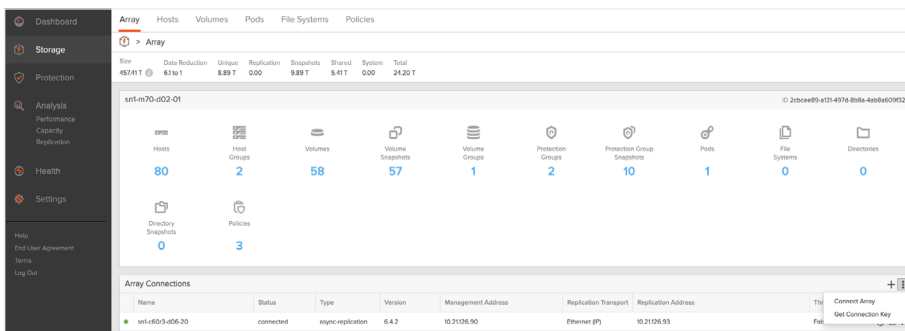 Dashboard
Storage
Protection
Analysis
Performance
Capacity
Replication
Health
Settings
Help
End User Agreement
Terms
Log Out
Array Hosts Volumes Pods File Systems Policies
> Array
Size Data Reduction Unique Replication Snapshots Shared System Total
457.41 T 6.1 to 1 8.89 T 0.00 9.89 T 5.41 T 0.00 24.20 T
sn1-m70-d02-01 ID 2cbcee89-a131-497d-8b8a-4ab8a609f32
Hosts Host Groups Volumes Volume Snapshots Volume Groups Protection Groups Protection Group Snapshots Pods File Systems Directories
80 2 58 57 1 2 10 1 0 0
Directory Snapshots Policies
0 3
Array Connections
Connect Array
Get Connection Key
Name Status Type Version Management Address Replication Transport Replication Address
sn1-c60r3-d06-20 connected async-replication 6.4.2 10.21.126.90 Ethernet (IP) 10.21.126.93